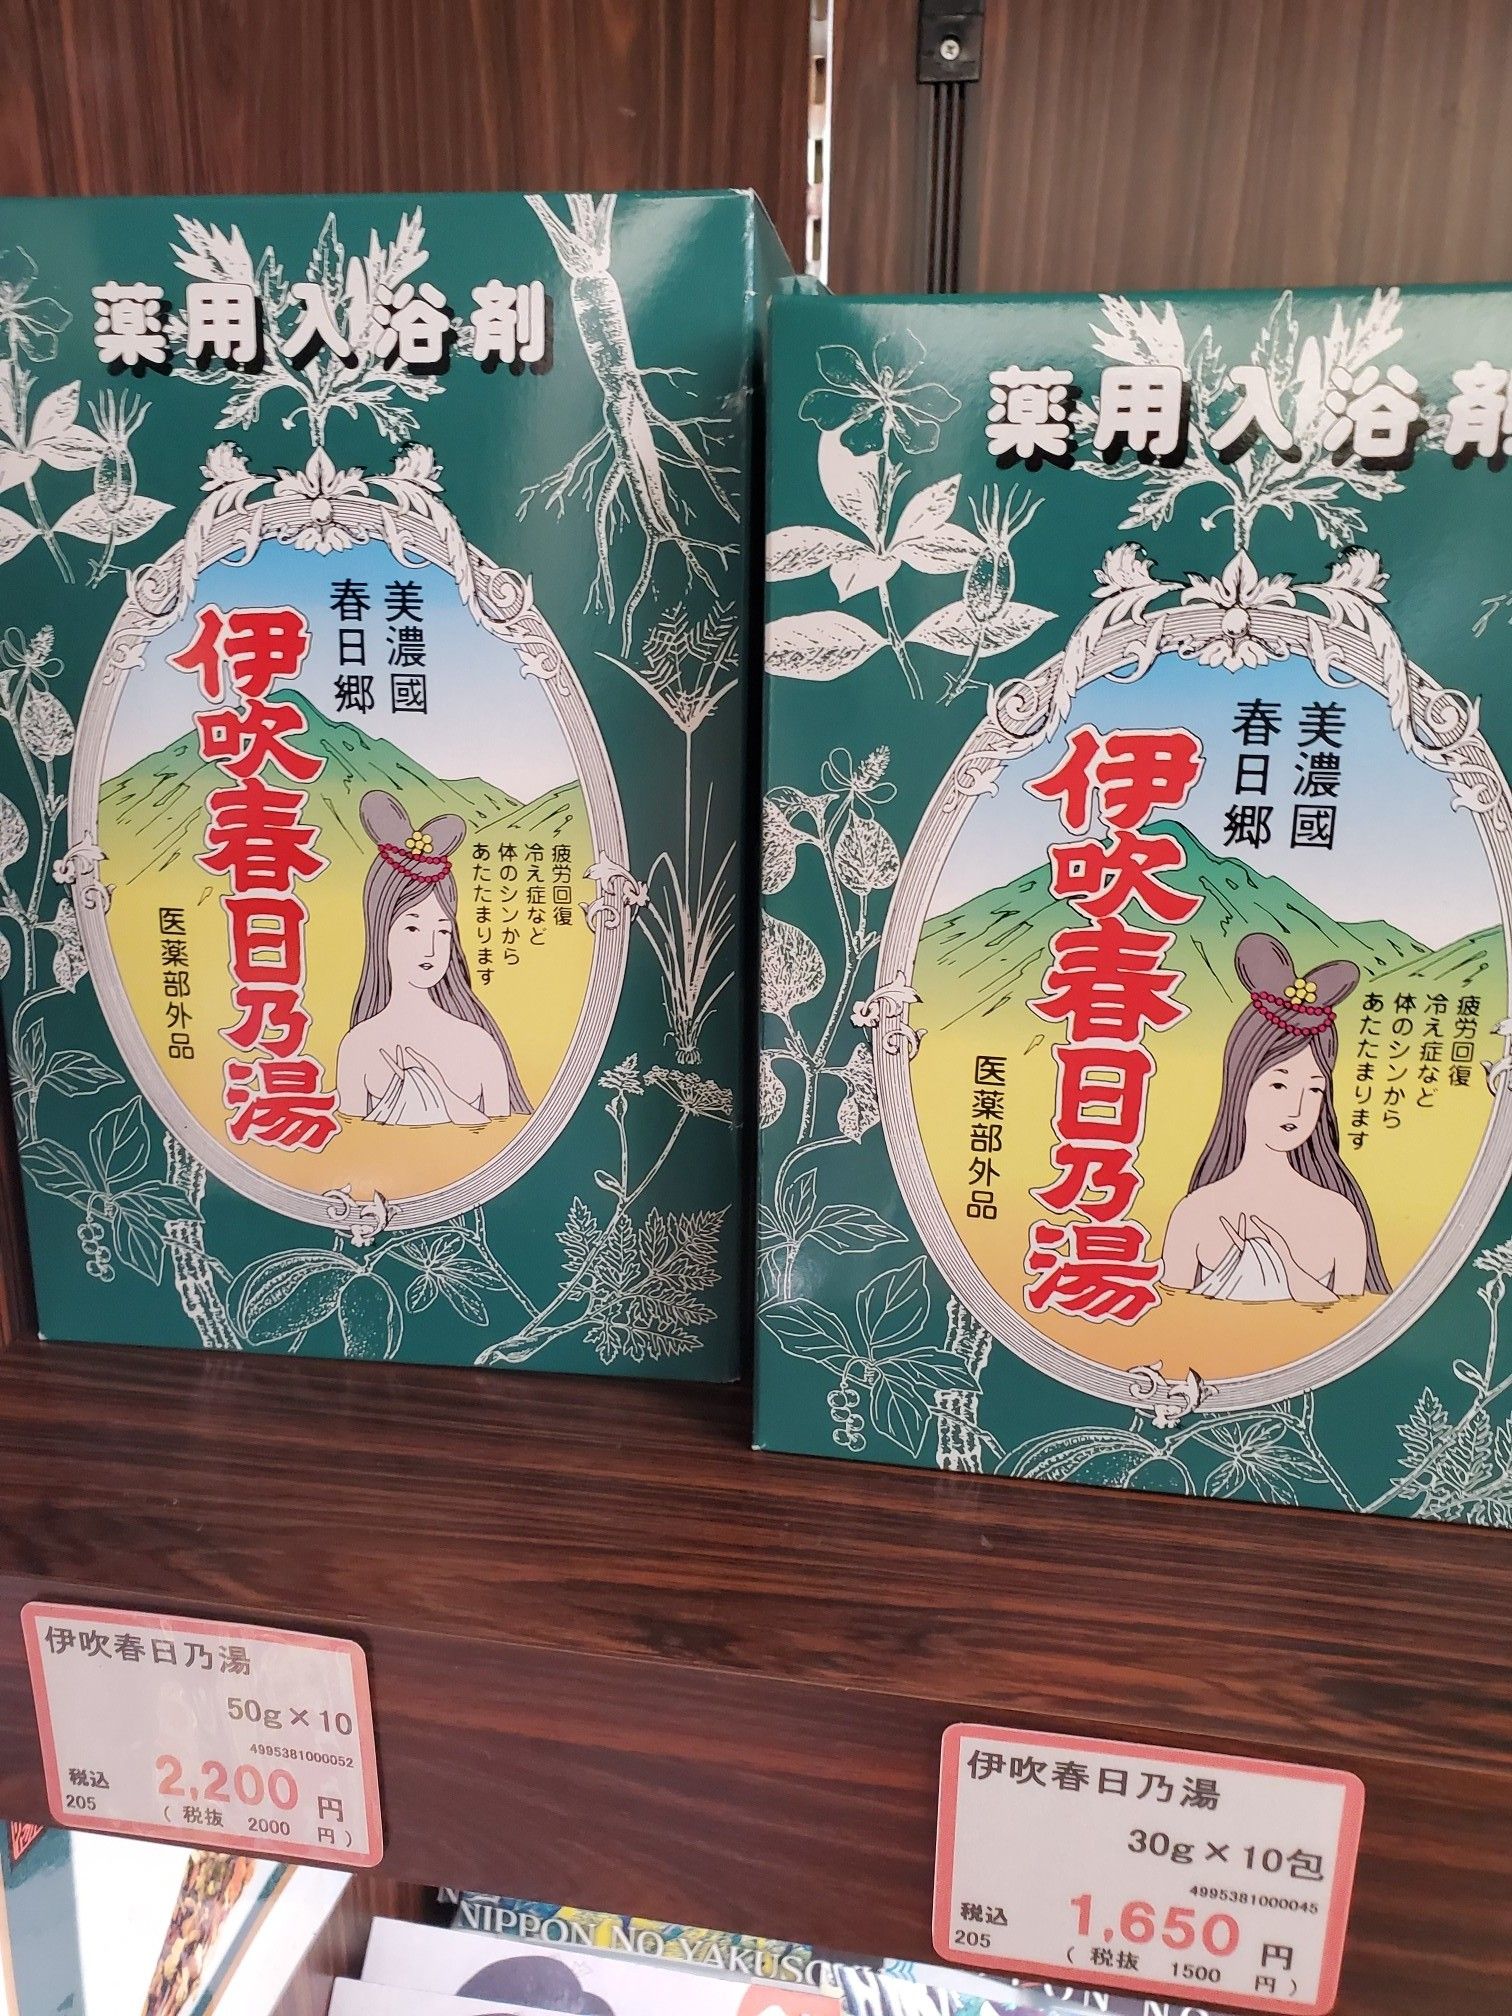 薬用入浴剤
美濃國
春日郷
伊吹春日乃湯
疲労回復
冷え症など
体のシンから
あたたまります
医薬部外品
薬用入浴剤
美濃國
春日郷
伊吹春日乃湯
疲労回復
冷え症など
体のシンから
あたたまります
医薬部外品
伊吹春日乃湯
50g×10
4995381000052
税込 2,200円
205 (税抜 2000 円)
伊吹春日乃湯
30g×10包
4995381000045
税込 1,650円
205 (税抜 1500 円)
NIPPON NO YAKUSO